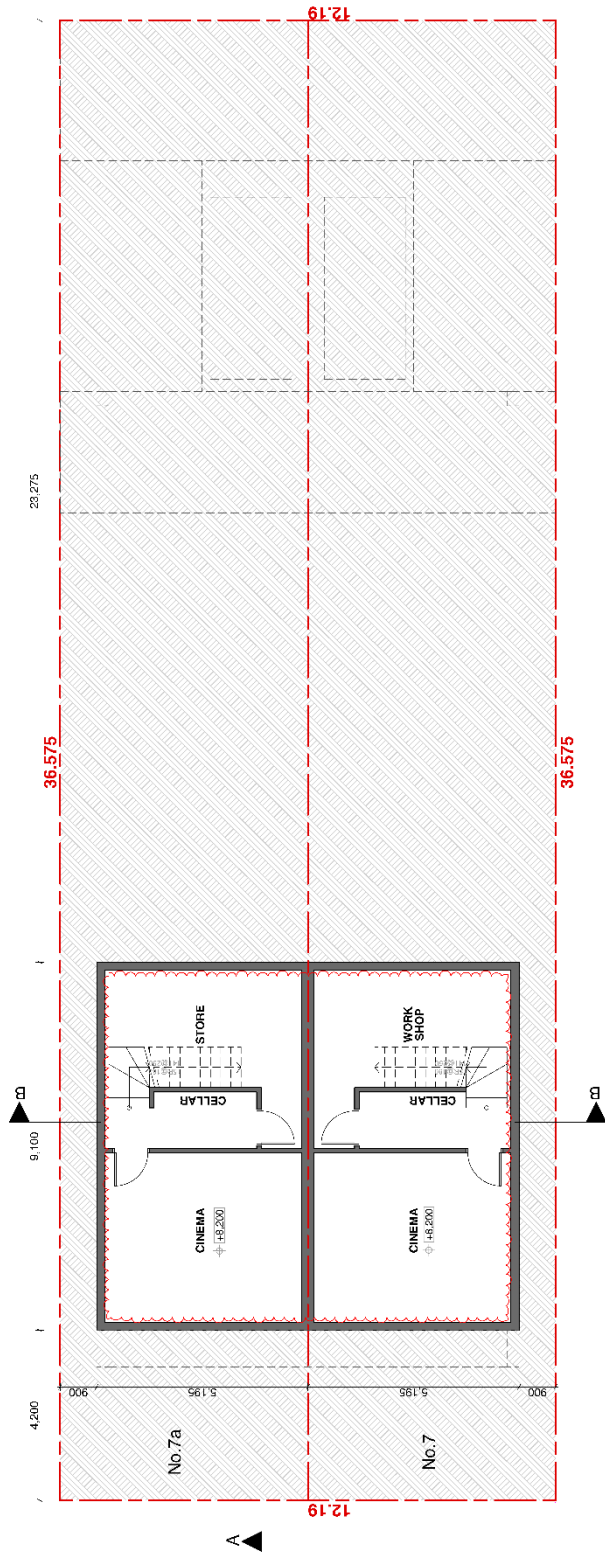 12.19
36.575
36.575
23,275
9,100
4,200
B
B
STORE
WORK
SHOP
CELLAR
CELLAR
CINEMA
+8,200
CINEMA
+8,200
900
5,195
5,195
900
No.7a
No.7
12.19
A